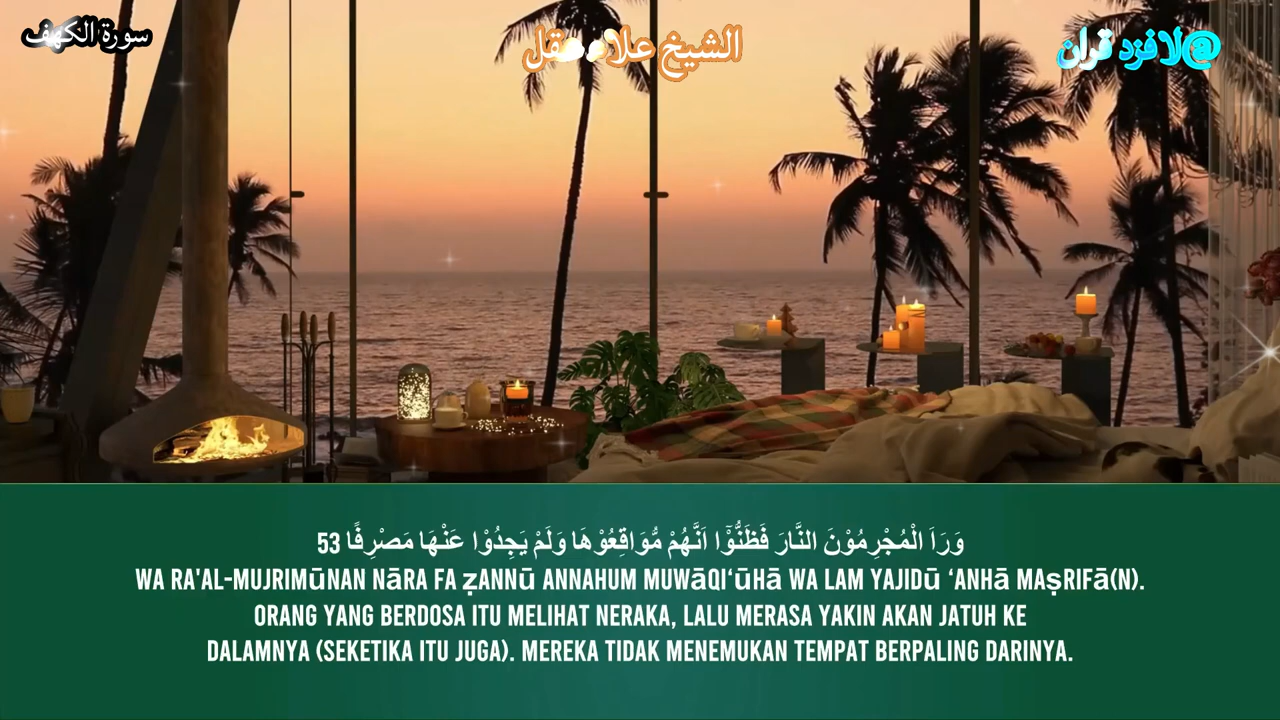 سورة الكهف
الشيخ علاء عقل
@لافزد قران
وَرَاَ الْمُجْرِمُوْنَ النَّارَ فَظَنُّوْٓا اَنَّهُمْ مُّوَاقِعُوْهَا وَلَمْ يَجِدُوْا عَنْهَا مَصْرِفًا 53
WA RA'AL-MUJRIMŪNAN NĀRA FA ẓANNŪ ANNAHUM MUWĀQI‘ŪHĀ WA LAM YAJIDŪ ‘ANHĀ MAṣRIFĀ(N).
ORANG YANG BERDOSA ITU MELIHAT NERAKA, LALU MERASA YAKIN AKAN JATUH KE
DALAMNYA (SEKETIKA ITU JUGA). MEREKA TIDAK MENEMUKAN TEMPAT BERPALING DARINYA.